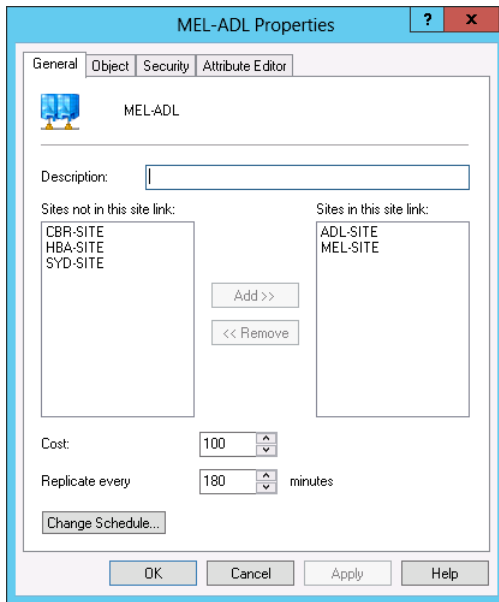 MEL-ADL Properties
? x
General Object Security Attribute Editor
MEL-ADL
Description:
Sites not in this site link: Sites in this site link:
CBR-SITE ADL-SITE
HBA-SITE MEL-SITE
SYD-SITE
Add >>
<< Remove
Cost: 100
Replicate every 180 minutes
Change Schedule...
OK Cancel Apply Help